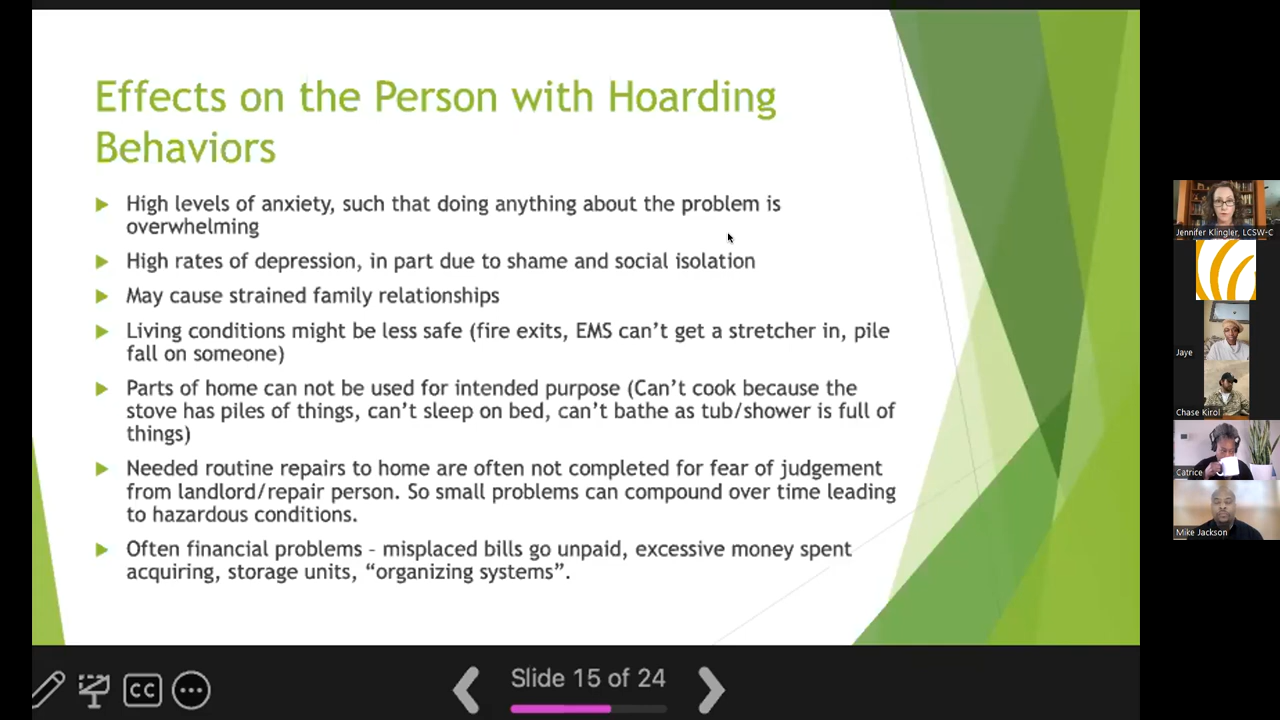 Effects on the Person with Hoarding
Behaviors
High levels of anxiety, such that doing anything about the problem is
overwhelming
High rates of depression, in part due to shame and social isolation
May cause strained family relationships
Living conditions might be less safe (fire exits, EMS can't get a stretcher in, pile
fall on someone)
Parts of home can not be used for intended purpose (Can't cook because the
stove has piles of things, can't sleep on bed, can't bathe as tub/shower is full of
things)
Needed routine repairs to home are often not completed for fear of judgement
from landlord/repair person. So small problems can compound over time leading
to hazardous conditions.
Often financial problems – misplaced bills go unpaid, excessive money spent
acquiring, storage units, “organizing systems”.
CC
Slide 15 of 24
Jennifer Klingler, LCSW-C
Jaye
Chase Kirol
Catrice
Mike Jackson